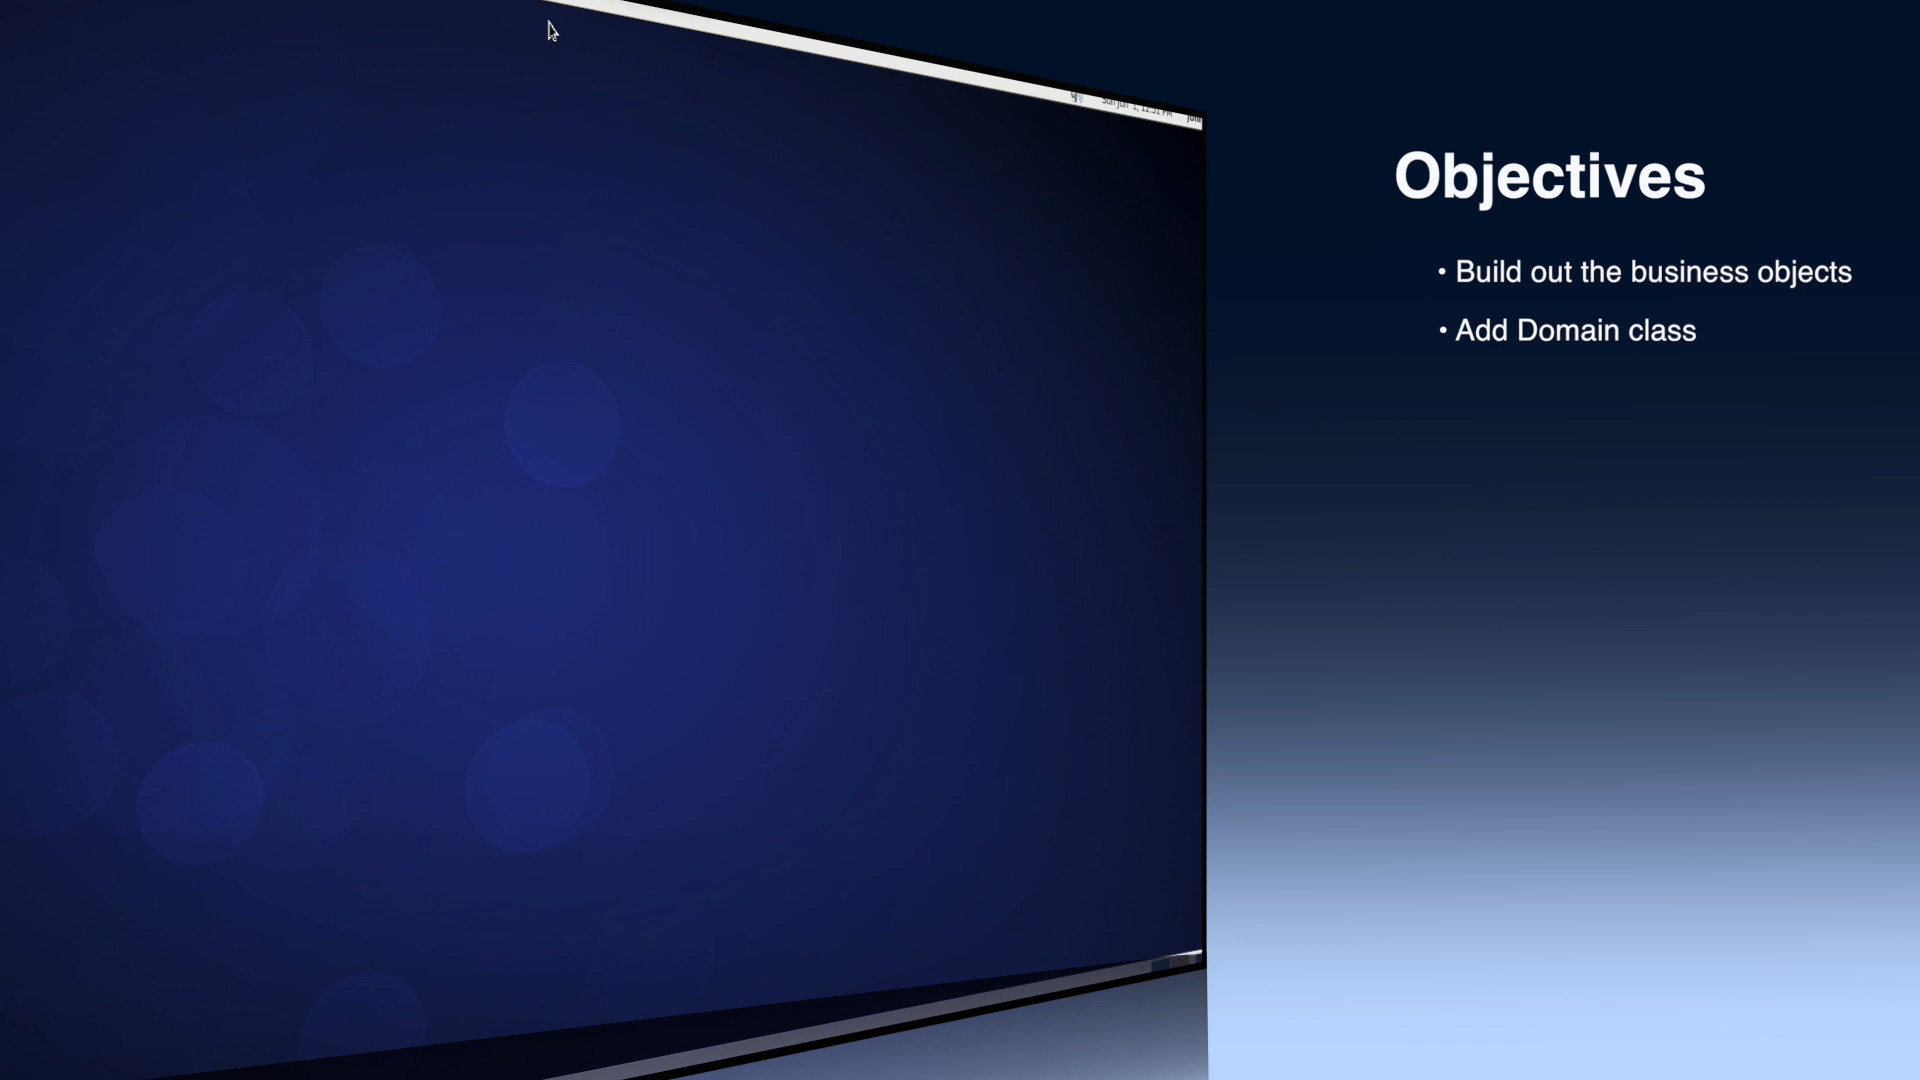 Objectives
• Build out the business objects
• Add Domain class